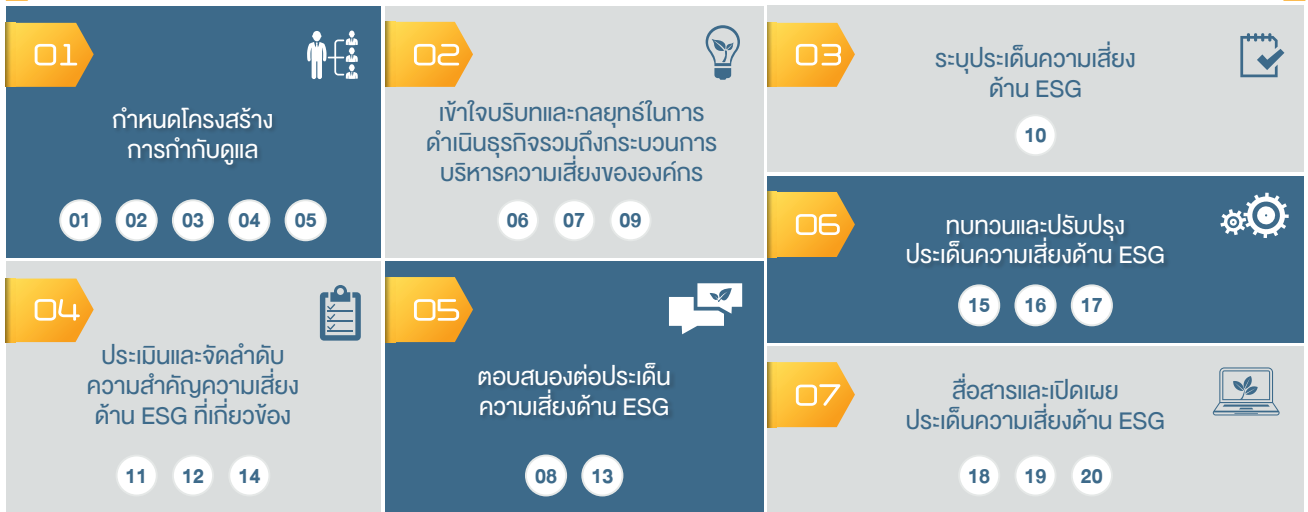 01
กำหนดโครงสร้าง
การกำกับดูแล
01 02 03 04 05
02
เข้าใจบริบทและกลยุทธ์ในการ
ดำเนินธุรกิจรวมถึงกระบวนการ
บริหารความเสี่ยงขององค์กร
06 07 09
03
ระบุประเด็นความเสี่ยง
ด้าน ESG
10
04
ประเมินและจัดลำดับ
ความสำคัญความเสี่ยง
ด้าน ESG ที่เกี่ยวข้อง
11 12 14
05
ตอบสนองต่อประเด็น
ความเสี่ยงด้าน ESG
08 13
06
ทบทวนและปรับปรุง
ประเด็นความเสี่ยงด้าน ESG
15 16 17
07
สื่อสารและเปิดเผย
ประเด็นความเสี่ยงด้าน ESG
18 19 20